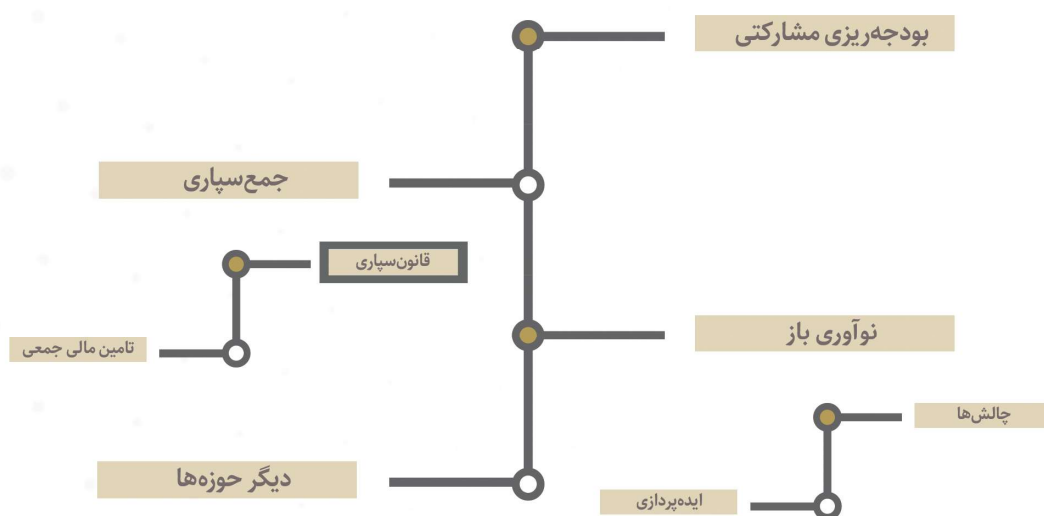 بودجه‌ریزی مشارکتی
جمع‌سپاری
قانون‌سپاری
تامین مالی جمعی
نوآوری باز
چالش‌ها
ایده‌پردازی
دیگر حوزه‌ها